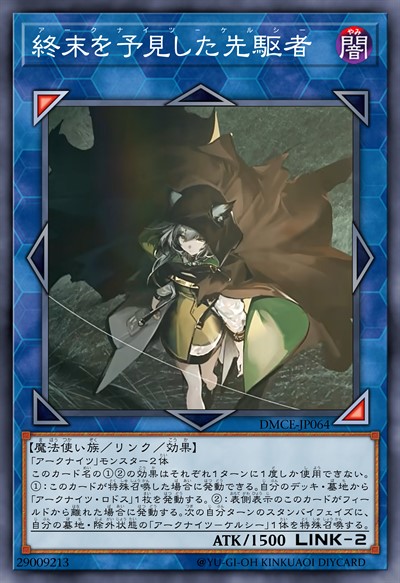 アークナイツーケルシー
終末を予見した先駆者
やみ
闇
DMCE-JP064
【魔法使い族／リンク／効果】
「アークナイツ」モンスター2体
このカード名の①②の効果はそれぞれ1ターンに1度しか使用できない。
①：このカードが特殊召喚した場合に発動できる。自分のデッキ・墓地から
「アークナイツ・ロドス」1枚を発動する。②：表側表示のこのカードがフィー
ルドから離れた場合に発動する。次の自分ターンのスタンバイフェイズに、
自分の墓地・除外状態の「アークナイツーケルシー」1体を特殊召喚する。
ATK/1500 LINK-2
29009213
©YU-GI-OH KINKUAOI DIYCARD